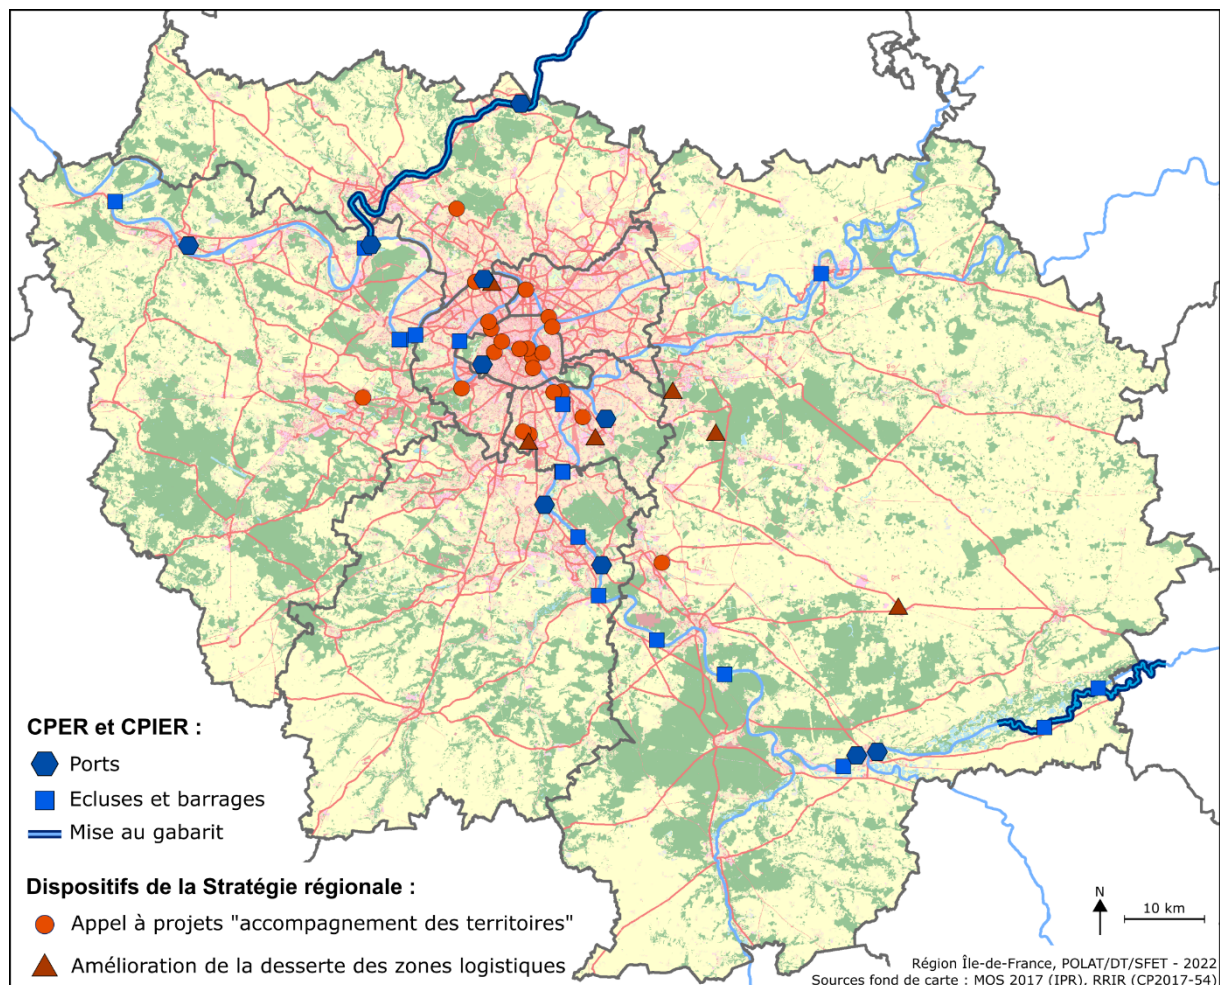 CPER et CPIER :
Ports
Ecluses et barrages
Mise au gabarit
Dispositifs de la Stratégie régionale :
Appel à projets "accompagnement des territoires"
Amélioration de la desserte des zones logistiques
N
10 km
Région Île-de-France, POLAT/DT/SFET - 2022
Sources fond de carte : MOS 2017 (IPR), RRIR (CP2017-54)